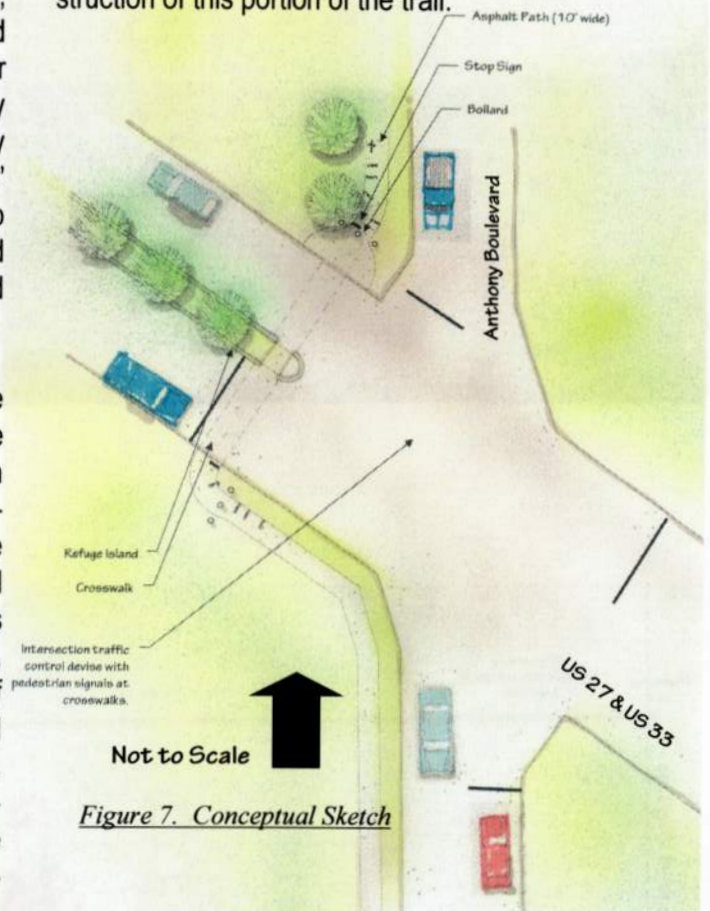 struction of this portion of the trail.
Asphalt Path (10' wide)
Stop Sign
Bollard
Anthony Boulevard
Refuge Island
Crosswalk
Intersection traffic
control devise with
pedestrian signals at
crosswalks.
US 27 & US 33
Not to Scale
Figure 7. Conceptual Sketch